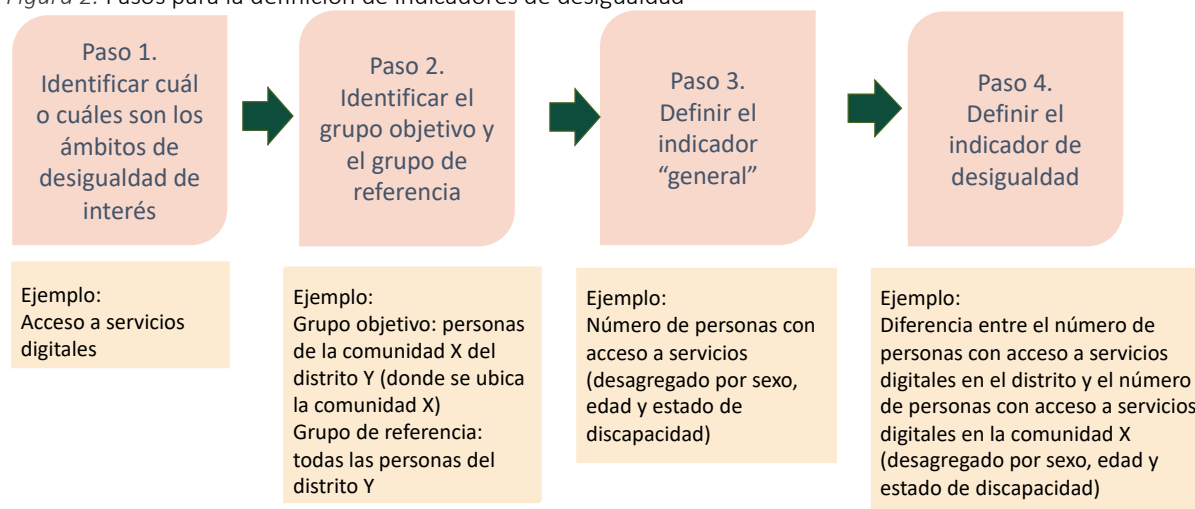 Figura 2. Pasos para la definición de indicadores de desigualdad
Paso 1.
Identificar cuál
o cuáles son los
ámbitos de
desigualdad de
interés
Paso 2.
Identificar el
grupo objetivo y
el grupo de
referencia
Paso 3.
Definir el
indicador
“general”
Paso 4.
Definir el
indicador de
desigualdad
Ejemplo:
Acceso a servicios
digitales
Ejemplo:
Grupo objetivo: personas
de la comunidad X del
distrito Y (donde se ubica
la comunidad X)
Grupo de referencia:
todas las personas del
distrito Y
Ejemplo:
Número de personas con
acceso a servicios
(desagregado por sexo,
edad y estado de
discapacidad)
Ejemplo:
Diferencia entre el número de
personas con acceso a servicios
digitales en el distrito y el número
de personas con acceso a servicios
digitales en la comunidad X
(desagregado por sexo, edad y
estado de discapacidad)